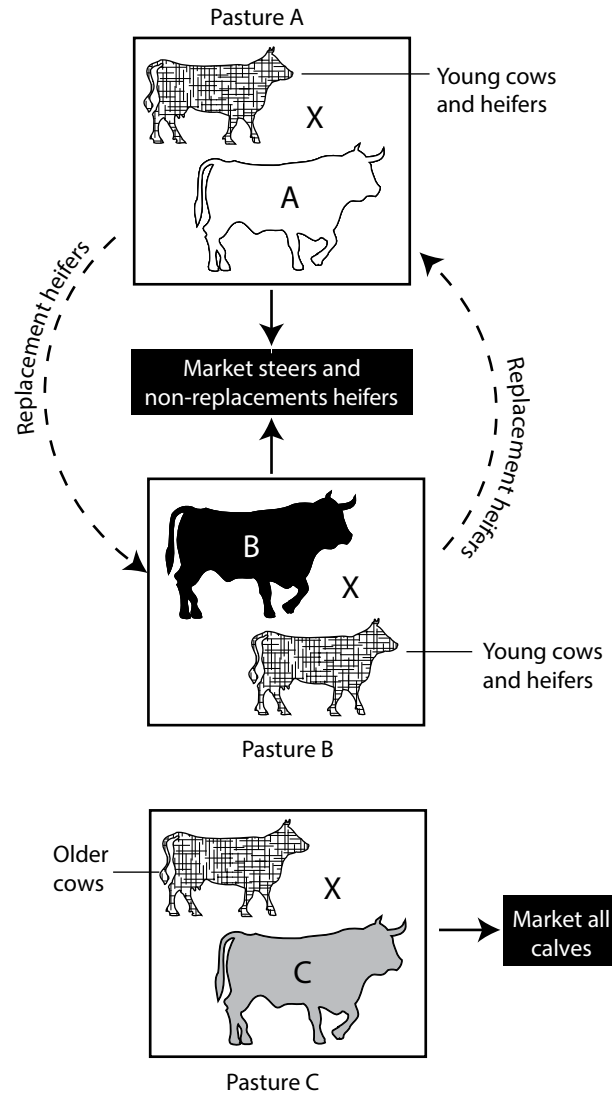 Pasture A
Young cows
and heifers
X
A
Replacement heifers
Replacement heifers
Market steers and
non-replacements heifers
B
X
Young cows
and heifers
Pasture B
Older
cows
X
C
Market all
calves
Pasture C